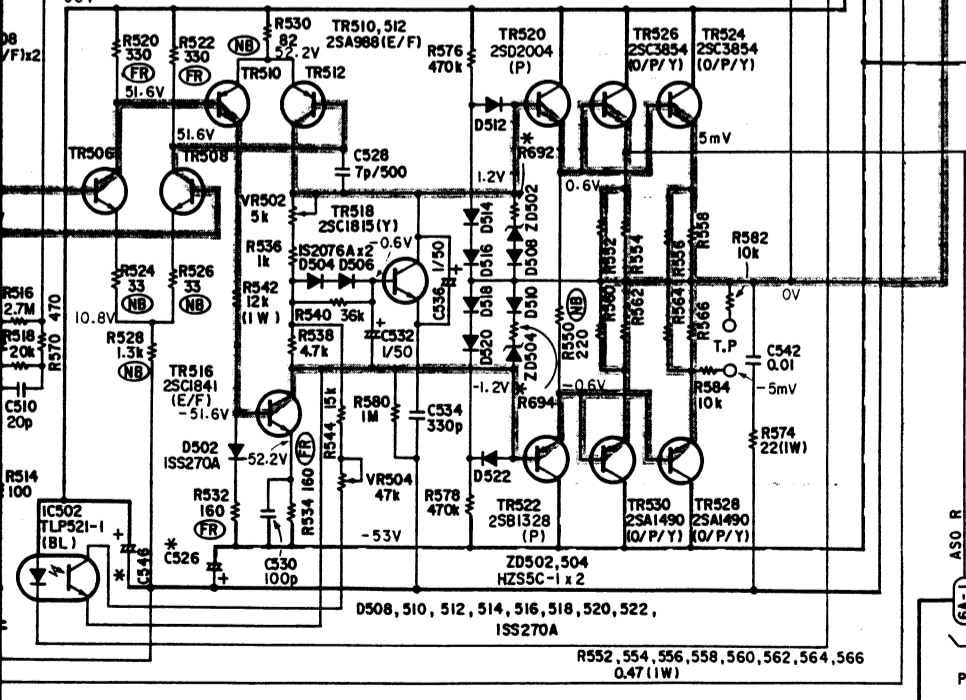 R530
82
52.2V
TR510, 512
2SA988(E/F)
NB
TR510
TR512
R520
330
FR
51.6V
R522
330
FR
51.6V
/F)x2
TR506
TR508
C528
7p/500
R576
470k
D512
TR520
2SD2004
(P)
TR526
2SC3854
(O/P/Y)
TR524
2SC3854
(O/P/Y)
5mV
*
R692
1.2V
0.6V
VR502
5k
TR518
2SC1815(Y)
-0.6V
R536
1k
IS2076Ax2
D504 D506
R542
12k
(1W)
R540
36k
R538
4.7k
C532
1/50
C536 1/50
D514
D516
D518
D520
ZD502
D508
D510
ZD504
R550
220
NB
R552
R554
R556
R558
R560
R562
R564
R566
R582
10k
0V
T.P
R584
10k
-5mV
C542
0.01
R574
22(1W)
R524
33
NB
R526
33
NB
R516
2.7M
R518
20k
R570 470
C510
20p
10.8V
R528
1.3k
NB
TR516
2SC1841
(E/F)
-51.6V
D502
1SS270A
52.2V
FR
R544 15k
R580
1M
C534
330p
-1.2V
*
R694
-0.6V
D522
R578
470k
TR522
2SB1328
(P)
TR530
2SA1490
(O/P/Y)
TR528
2SA1490
(O/P/Y)
R514
100
IC502
TLP521-1
(BL)
*
C546
*
C526
R532
160
FR
R534 160
C530
100p
VR504
47k
-53V
ZD502,504
HZS5C-1 x 2
D508, 510, 512, 514, 516, 518, 520, 522,
1SS270A
R552, 554, 556, 558, 560, 562, 564, 566
0.47 (1W)
ASO R
6A-1
P